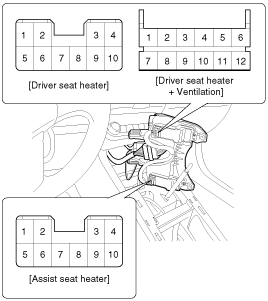 1 2 3 4
5 6 7 8 9 10
[Driver seat heater]
1 2 3 4 5 6
7 8 9 10 11 12
[Driver seat heater
+ Ventilation]
1 2 3 4
5 6 7 8 9 10
[Assist seat heater]